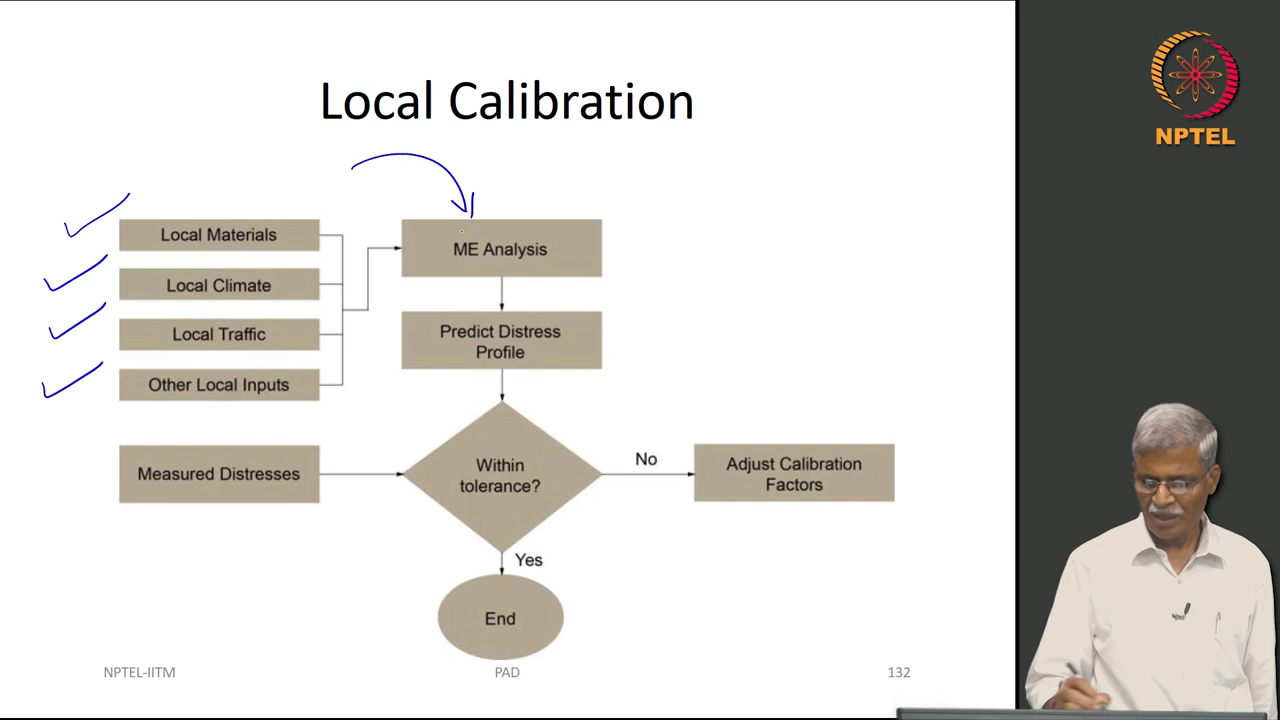 Local Calibration
NPTEL
Local Materials
Local Climate
Local Traffic
Other Local Inputs
ME Analysis
Predict Distress
Profile
Measured Distresses
Within
tolerance?
No
Adjust Calibration
Factors
Yes
End
NPTEL-IITM
PAD
132